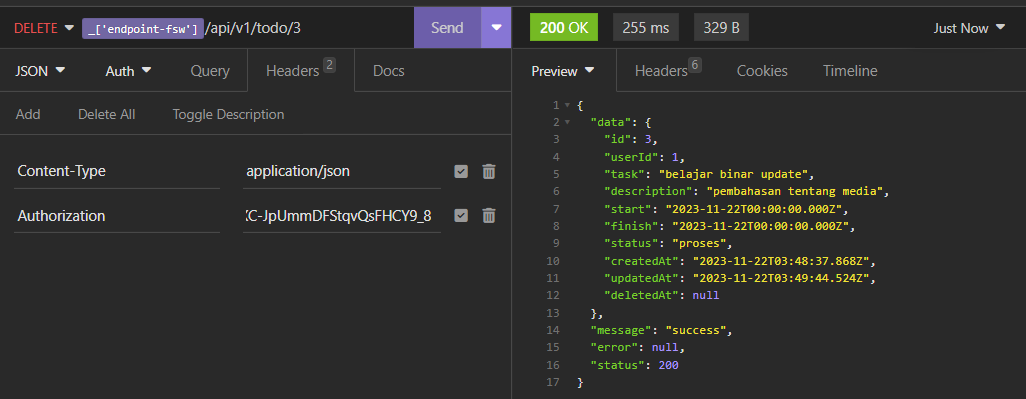 DELETE _['endpoint-fsw'] /api/v1/todo/3 Send
200 OK 255 ms 329 B Just Now
JSON Auth Query Headers 2 Docs
Preview Headers 6 Cookies Timeline
Add Delete All Toggle Description
Content-Type application/json
Authorization KC-JpUmmDFStqvQsFHCY9_8
1 {
2 "data": {
3 "id": 3,
4 "userId": 1,
5 "task": "belajar binar update",
6 "description": "pembahasan tentang media",
7 "start": "2023-11-22T00:00:00.000Z",
8 "finish": "2023-11-22T00:00:00.000Z",
9 "status": "proses",
10 "createdAt": "2023-11-22T03:48:37.868Z",
11 "updatedAt": "2023-11-22T03:49:44.524Z",
12 "deletedAt": null
13 },
14 "message": "success",
15 "error": null,
16 "status": 200
17 }